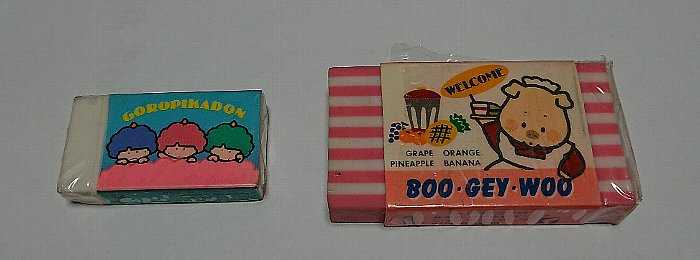 GOROPIKADON
WELCOME
GRAPE ORANGE
PINEAPPLE BANANA
BOO·GEY·WOO